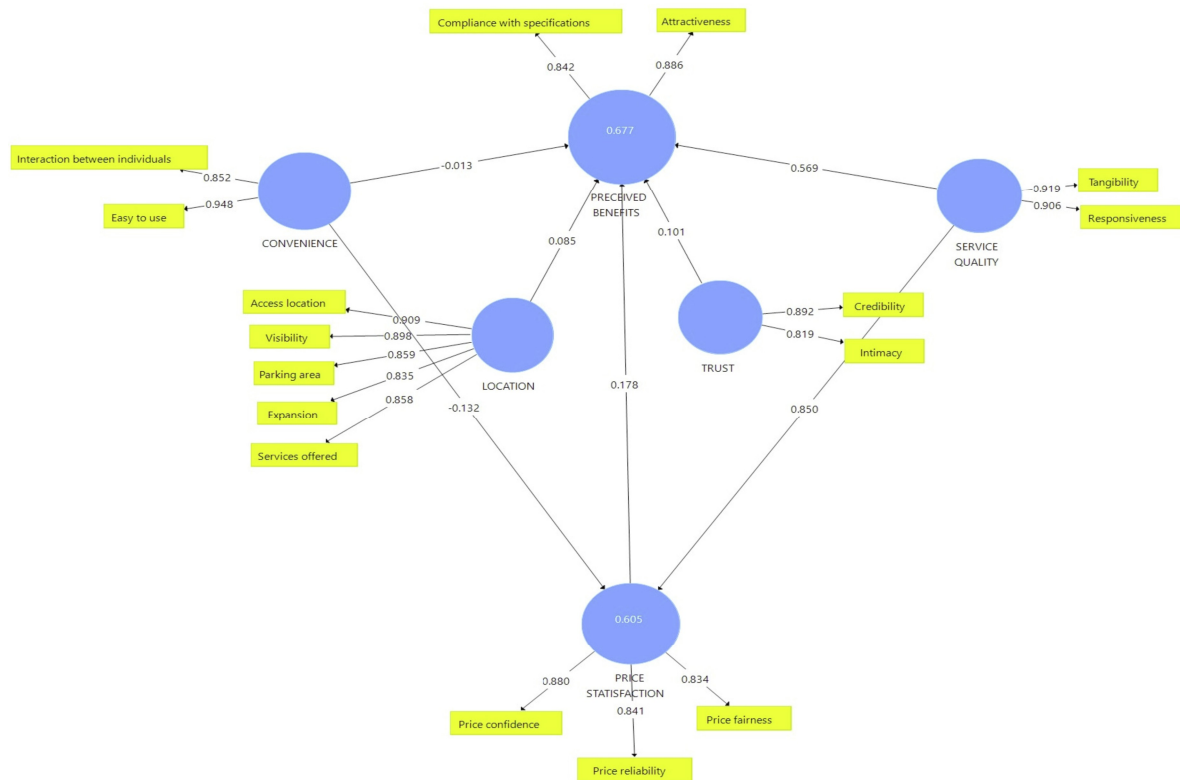 Compliance with specifications
Attractiveness
0.842
0.886
0.677
Interaction between individuals
0.852
-0.013
0.569
-0.919
Tangibility
0.948
0.906
Easy to use
Responsiveness
PRECEIVED
BENEFITS
CONVENIENCE
SERVICE
QUALITY
0.085
0.101
Access location
0.909
0.892
Credibility
Visibility
0.898
0.819
0.859
Intimacy
Parking area
0.835
LOCATION
TRUST
0.178
0.858
-0.132
0.850
Expansion
Services offered
0.605
0.880
PRICE
STATISFACTION
0.834
0.841
Price confidence
Price fairness
Price reliability